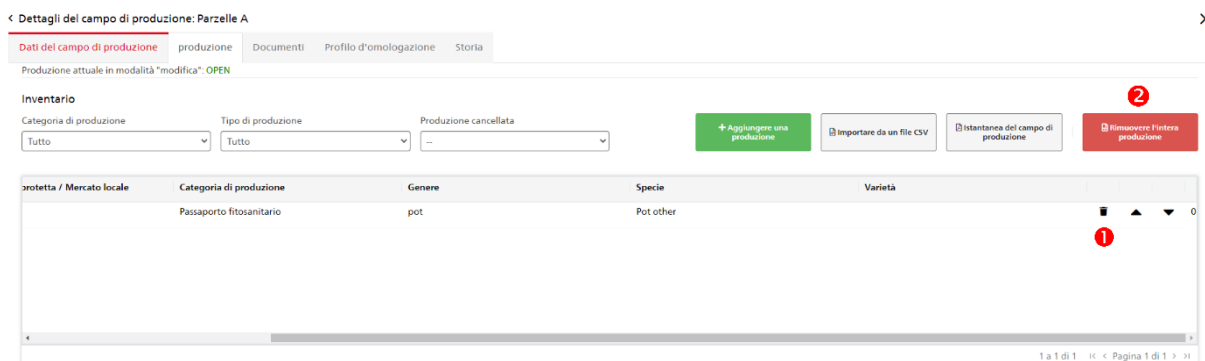 Dettagli del campo di produzione: Parzelle A
Dati del campo di produzione produzione Documenti Profilo d'omologazione Storia
Produzione attuale in modalità "modifica": OPEN
Inventario
2
Categoria di produzione Tipo di produzione Produzione cancellata
Tutto Tutto --
+ Aggiungere una
produzione
Importare da un file CSV
Istantanea del campo di
produzione
Rimuovere l'intera
produzione
protetta / Mercato locale Categoria di produzione Genere Specie Varietà
Passaporto fitosanitario pot Pot other 0
1
1 a 1 di 1 Pagina 1 di 1